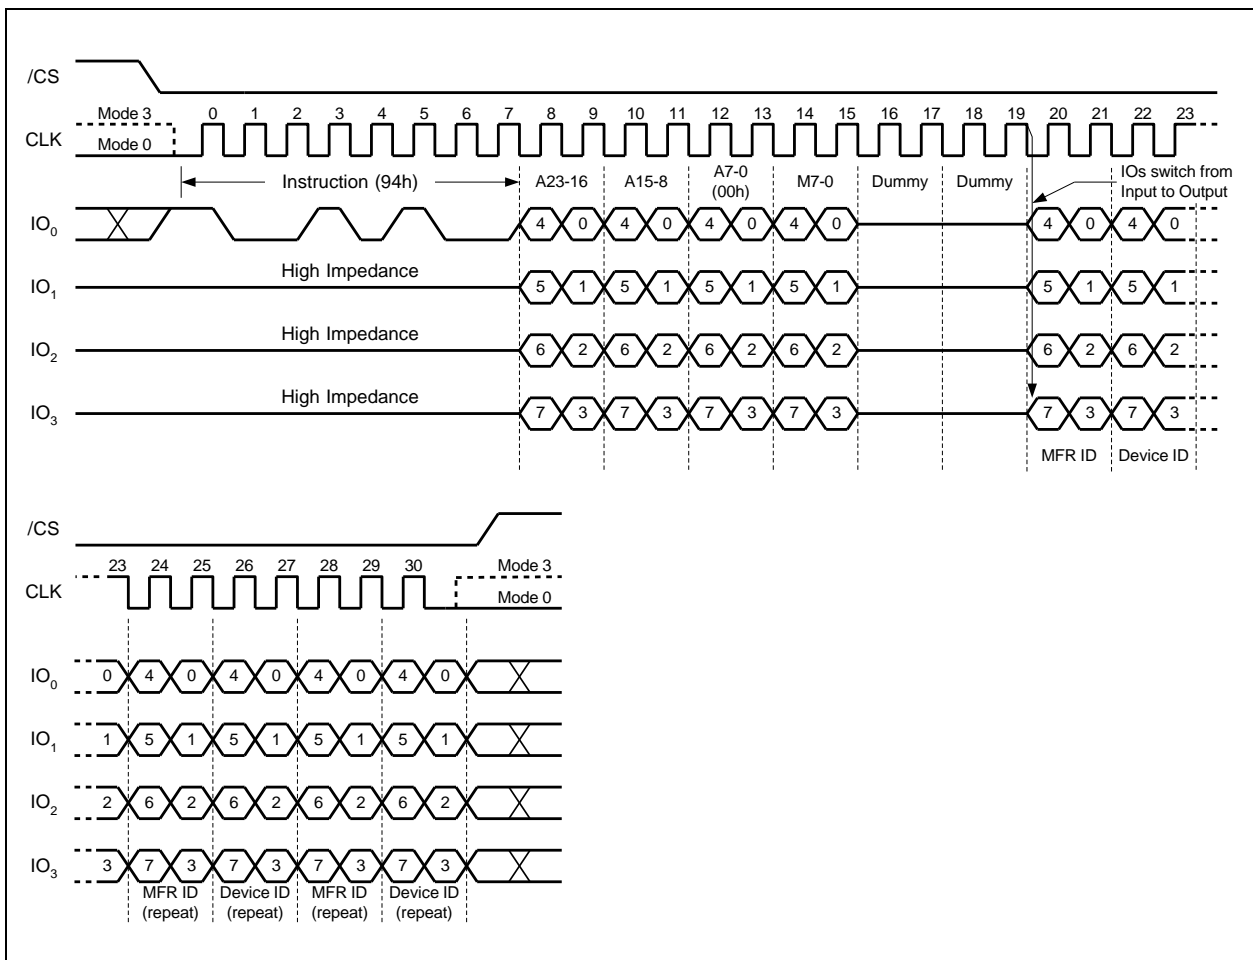 /CS
Mode 3 0 1 2 3 4 5 6 7 8 9 10 11 12 13 14 15 16 17 18 19 20 21 22 23
CLK Mode 0
Instruction (94h) A23-16 A15-8 A7-0 (00h) M7-0 Dummy Dummy IOs switch from Input to Output
IO0 4 0 4 0 4 0 4 0 4 0 4 0
High Impedance
IO1 5 1 5 1 5 1 5 1 5 1 5 1
High Impedance
IO2 6 2 6 2 6 2 6 2 6 2 6 2
High Impedance
IO3 7 3 7 3 7 3 7 3 7 3 7 3
MFR ID Device ID
/CS
23 24 25 26 27 28 29 30 Mode 3
CLK Mode 0
IO0 0 4 0 4 0 4 0 4 0
IO1 1 5 1 5 1 5 1 5 1
IO2 2 6 2 6 2 6 2 6 2
IO3 3 7 3 7 3 7 3 7 3
MFR ID Device ID MFR ID Device ID
(repeat) (repeat) (repeat) (repeat)